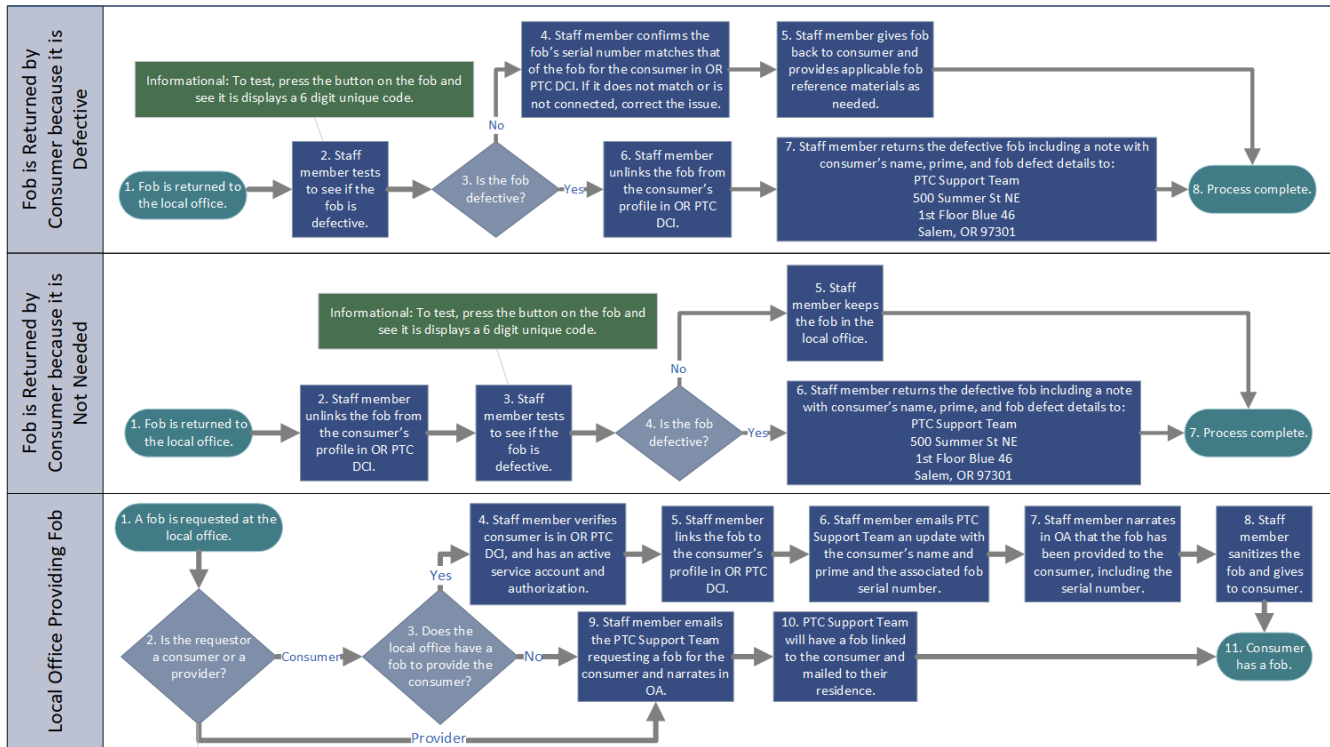 Fob is Returned by
Consumer because it is
Defective
Informational: To test, press the button on the fob and
see it is displays a 6 digit unique code.
1. Fob is returned to
the local office.
2. Staff
member tests
to see if the
fob is
defective.
3. Is the fob
defective?
No
Yes
4. Staff member confirms the
fob's serial number matches that
of the fob for the consumer in OR
PTC DCI. If it does not match or is
not connected, correct the issue.
5. Staff member gives fob
back to consumer and
provides applicable fob
reference materials as
needed.
6. Staff member
unlinks the fob from
the consumer's
profile in OR PTC
DCI.
7. Staff member returns the defective fob including a note with
consumer's name, prime, and fob defect details to:
PTC Support Team
500 Summer St NE
1st Floor Blue 46
Salem, OR 97301
8. Process complete.
Fob is Returned by
Consumer because it is
Not Needed
Informational: To test, press the button on the fob and
see it is displays a 6 digit unique code.
1. Fob is returned to
the local office.
2. Staff member
unlinks the fob from
the consumer's
profile in OR PTC
DCI.
3. Staff
member tests
to see if the
fob is
defective.
4. Is the fob
defective?
No
Yes
5. Staff
member keeps
the fob in the
local office.
6. Staff member returns the defective fob including a note
with consumer's name, prime, and fob defect details to:
PTC Support Team
500 Summer St NE
1st Floor Blue 46
Salem, OR 97301
7. Process complete.
Local Office Providing Fob
1. A fob is requested at the
local office.
2. Is the requestor
a consumer or a
provider?
Consumer
Provider
3. Does the
local office have a
fob to provide the
consumer?
Yes
No
4. Staff member verifies
consumer is in OR PTC
DCI, and has an active
service account and
authorization.
5. Staff member
links the fob to
the consumer's
profile in OR PTC
DCI.
6. Staff member emails PTC
Support Team an update with
the consumer's name and
prime and the associated fob
serial number.
7. Staff member narrates
in OA that the fob has
been provided to the
consumer, including the
serial number.
8. Staff
member
sanitizes the
fob and gives
to consumer.
9. Staff member emails
the PTC Support Team
requesting a fob for the
consumer and narrates in
OA.
10. PTC Support Team
will have a fob linked
to the consumer and
mailed to their
residence.
11. Consumer
has a fob.